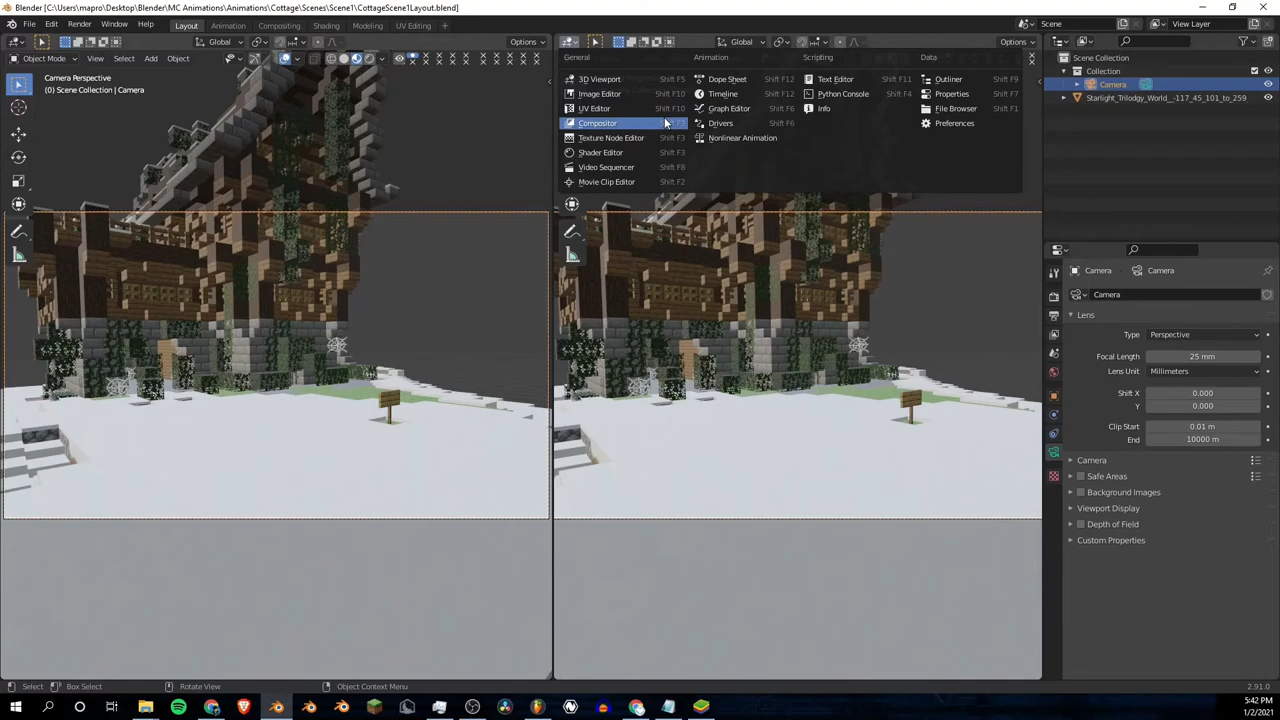 Blender [C:\Users\mapro\Desktop\Blender\MC Animations\Animations\Cottage\Scenes\Scene1\CottageScene1Layout.blend]
File Edit Render Window Help Layout Animation Compositing Shading Modeling UV Editing Scene View Layer
Global Options Global Options
Object Mode View Select Add Object
Camera Perspective
(0) Scene Collection | Camera
General Animation Scripting Data
3D Viewport Shift F5 Dope Sheet Shift F12 Text Editor Shift F11 Outliner Shift F9
Image Editor Shift F10 Timeline Shift F12 Python Console Shift F4 Properties Shift F7
UV Editor Shift F10 Graph Editor Shift F6 Info File Browser Shift F1
Compositor Drivers Shift F6 Preferences
Texture Node Editor Shift F3 Nonlinear Animation
Shader Editor Shift F3
Video Sequencer Shift F8
Movie Clip Editor Shift F2
Scene Collection
Collection
Camera
Starlight_Trilodgy_World__-117_45_101_to_259_
Camera Camera
Camera
Lens
Type Perspective
Focal Length 25 mm
Lens Unit Millimeters
Shift X 0.000
Y 0.000
Clip Start 0.01 m
End 10000 m
Camera
Safe Areas
Background Images
Viewport Display
Depth of Field
Custom Properties
Select Box Select Rotate View Object Context Menu 2.91.0
5:42 PM
1/2/2021